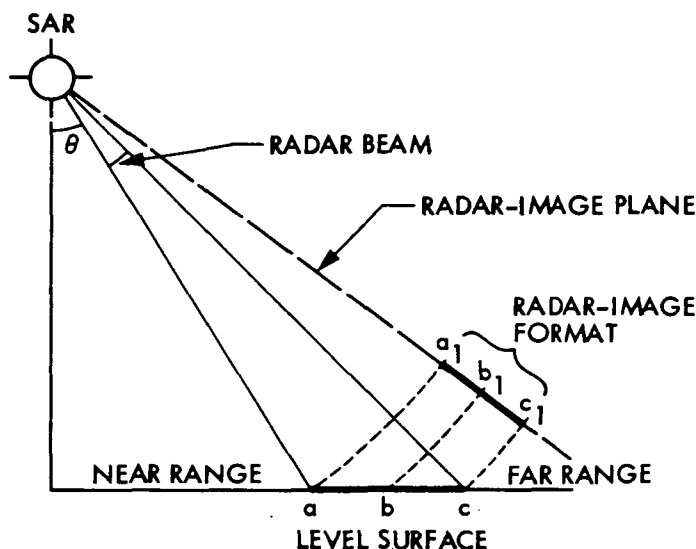 SAR
θ
RADAR BEAM
RADAR-IMAGE PLANE
RADAR-IMAGE
FORMAT
a1
b1
c1
NEAR RANGE
FAR RANGE
a
b
c
LEVEL SURFACE